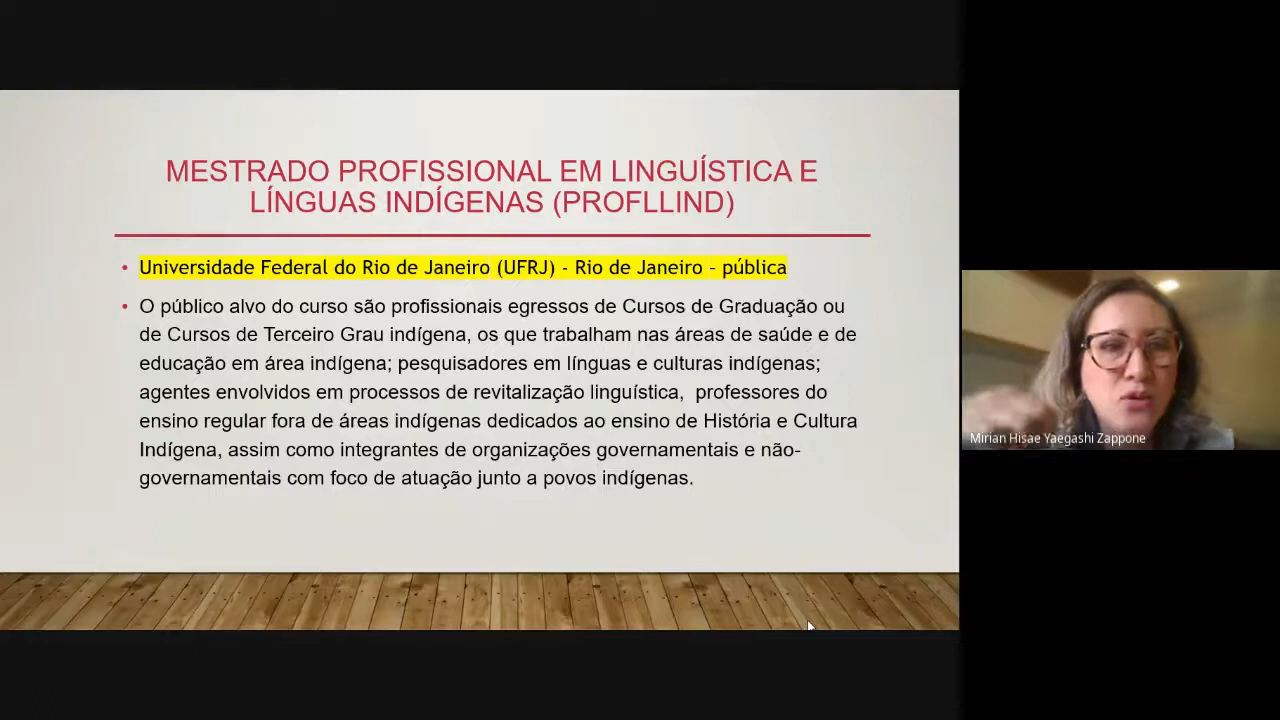 MESTRADO PROFISSIONAL EM LINGUÍSTICA E
LÍNGUAS INDÍGENAS (PROFLLIND)
• Universidade Federal do Rio de Janeiro (UFRJ) - Rio de Janeiro – pública
• O público alvo do curso são profissionais egressos de Cursos de Graduação ou
de Cursos de Terceiro Grau indígena, os que trabalham nas áreas de saúde e de
educação em área indígena; pesquisadores em línguas e culturas indígenas;
agentes envolvidos em processos de revitalização linguística, professores do
ensino regular fora de áreas indígenas dedicados ao ensino de História e Cultura
Indígena, assim como integrantes de organizações governamentais e não-
governamentais com foco de atuação junto a povos indígenas.
Mirian Hisae Yaegashi Zappone